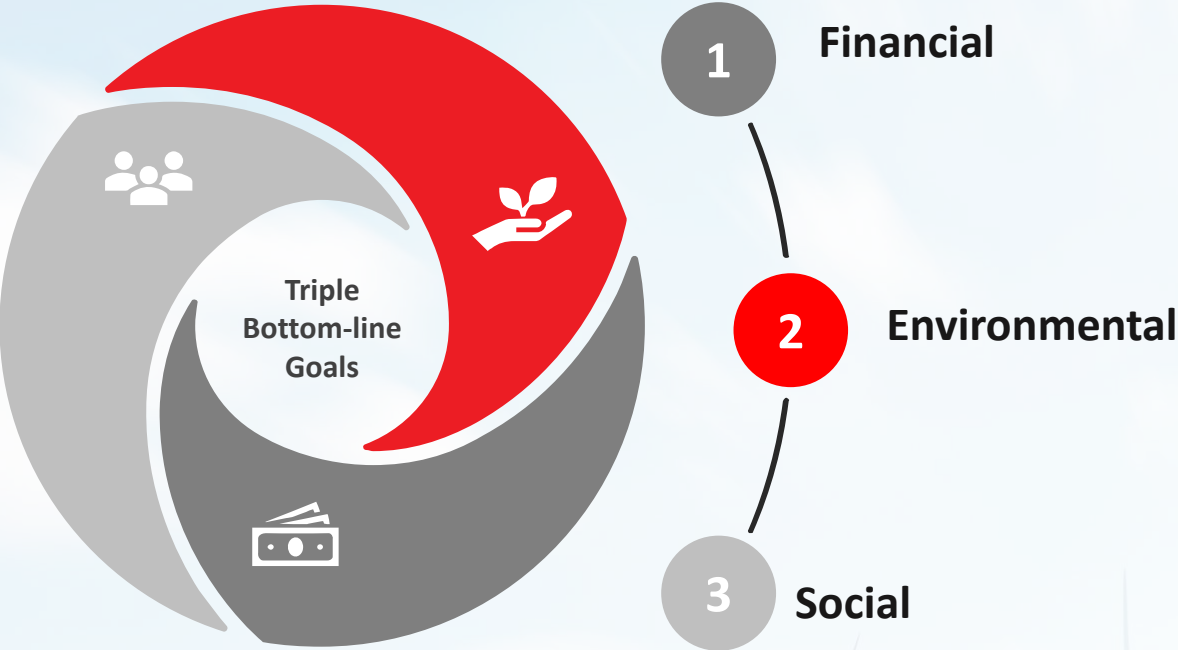 Triple
Bottom-line
Goals
1
Financial
2
Environmental
3
Social